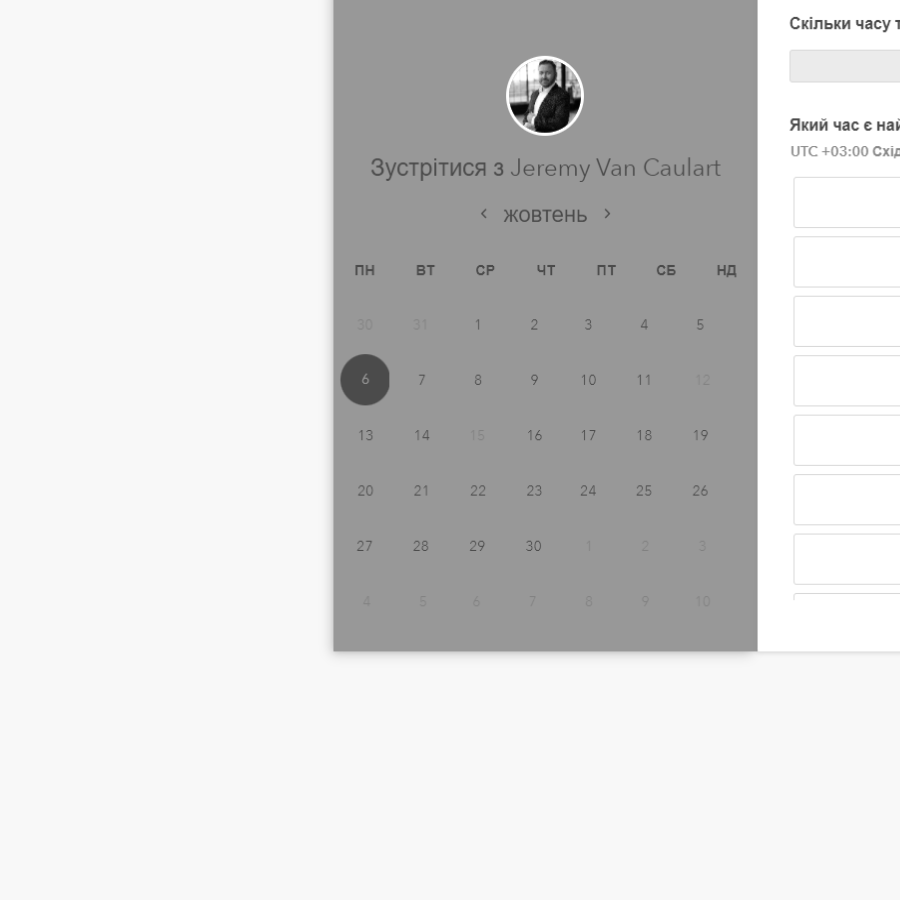 Зустрітися з Jeremy Van Caulart
жовтень
ПН ВТ СР ЧТ ПТ СБ НД
30 31 1 2 3 4 5
6 7 8 9 10 11 12
13 14 15 16 17 18 19
20 21 22 23 24 25 26
27 28 29 30 1 2 3
4 5 6 7 8 9 10
Скільки часу
Який час є
UTC +03:00